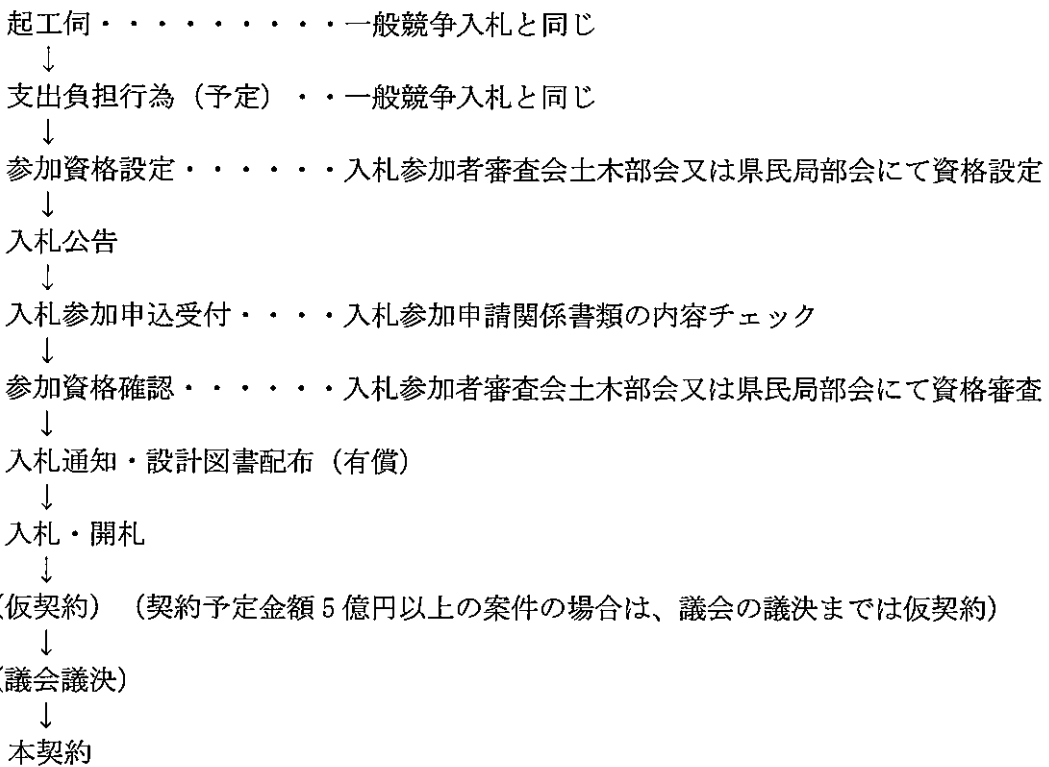 起工伺・・・・・・・・・一般競争入札と同じ
↓
支出負担行為（予定）・・一般競争入札と同じ
↓
参加資格設定・・・・・・入札参加者審査会土木部会又は県民局部会にて資格設定
↓
入札公告
↓
入札参加申込受付・・・・入札参加申請関係書類の内容チェック
↓
参加資格確認・・・・・・入札参加者審査会土木部会又は県民局部会にて資格審査
↓
入札通知・設計図書配布（有償）
↓
入札・開札
↓
（仮契約）（契約予定金額５億円以上の案件の場合は、議会の議決までは仮契約）
↓
（議会議決）
↓
本契約